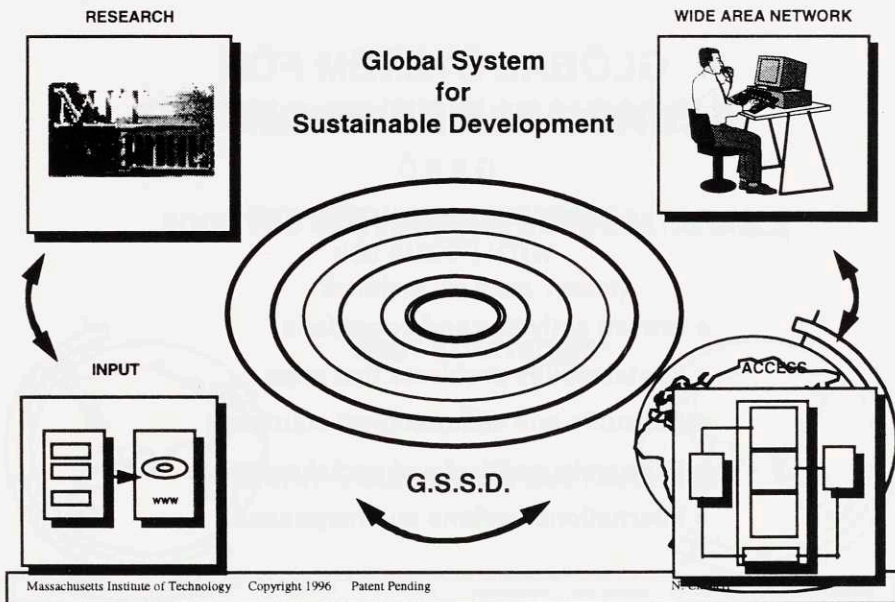 RESEARCH
WIDE AREA NETWORK
Global System
for
Sustainable Development
INPUT
ACCESS
www
G.S.S.D.
Massachusetts Institute of Technology Copyright 1996 Patent Pending
N.